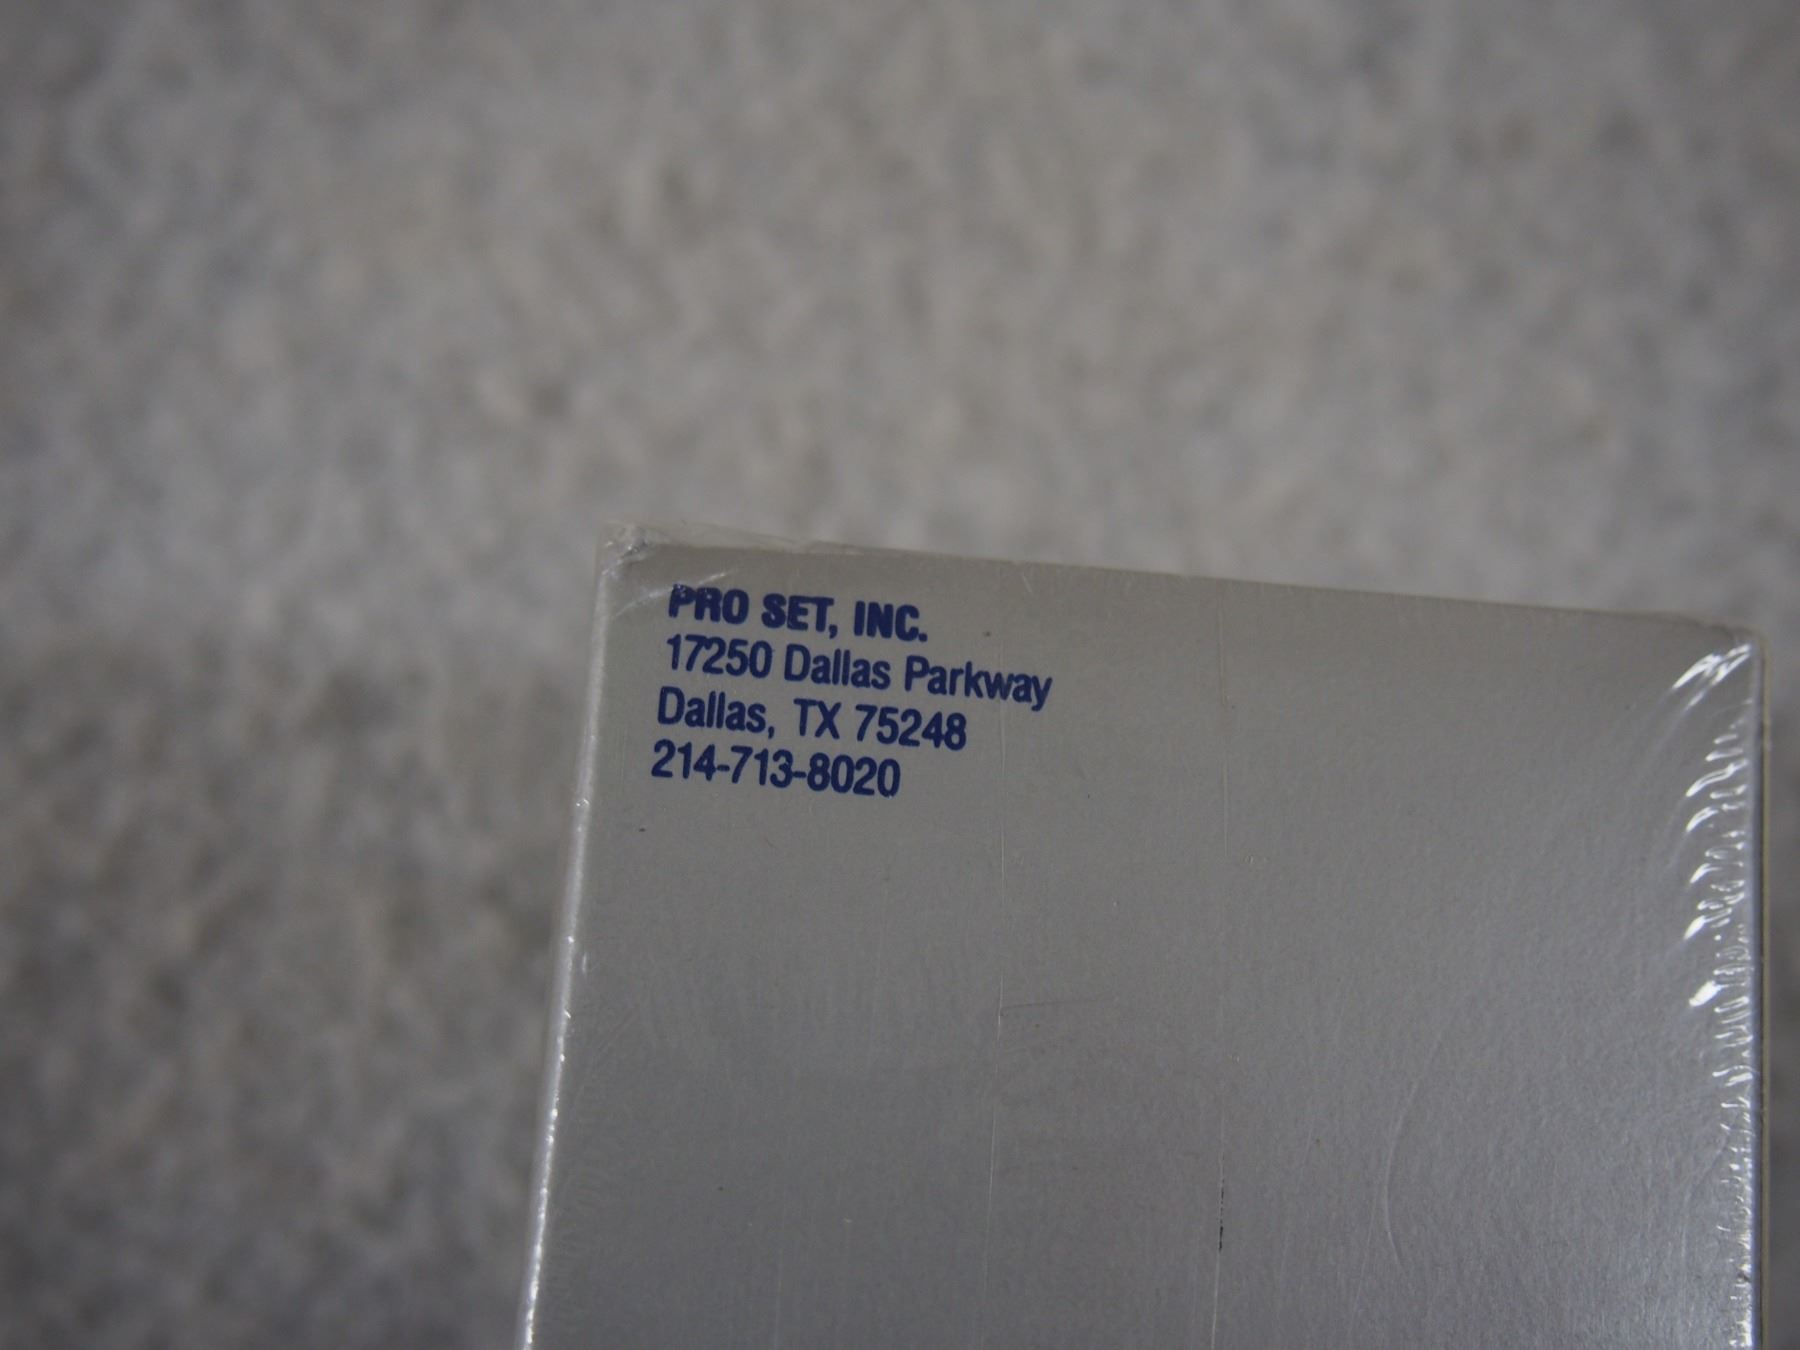 PRO SET, INC.
17250 Dallas Parkway
Dallas, TX 75248
214-713-8020